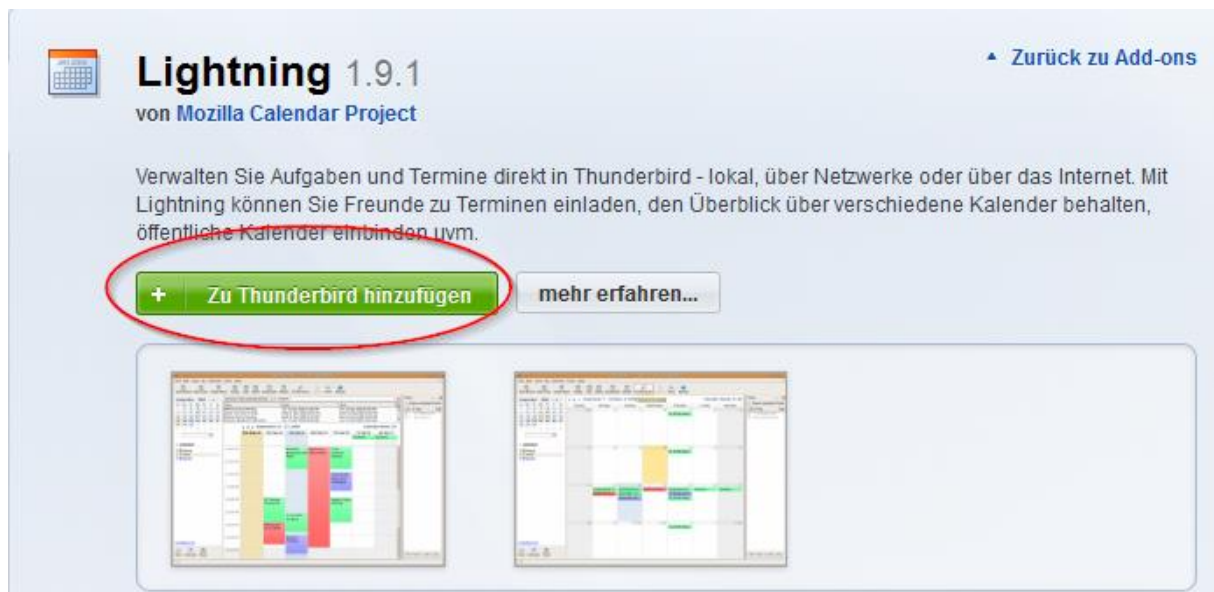 Lightning 1.9.1
Zurück zu Add-ons
von Mozilla Calendar Project
Verwalten Sie Aufgaben und Termine direkt in Thunderbird - lokal, über Netzwerke oder über das Internet. Mit
Lightning können Sie Freunde zu Terminen einladen, den Überblick über verschiedene Kalender behalten,
öffentliche Kalender einbinden uvm.
+ Zu Thunderbird hinzufügen
mehr erfahren...